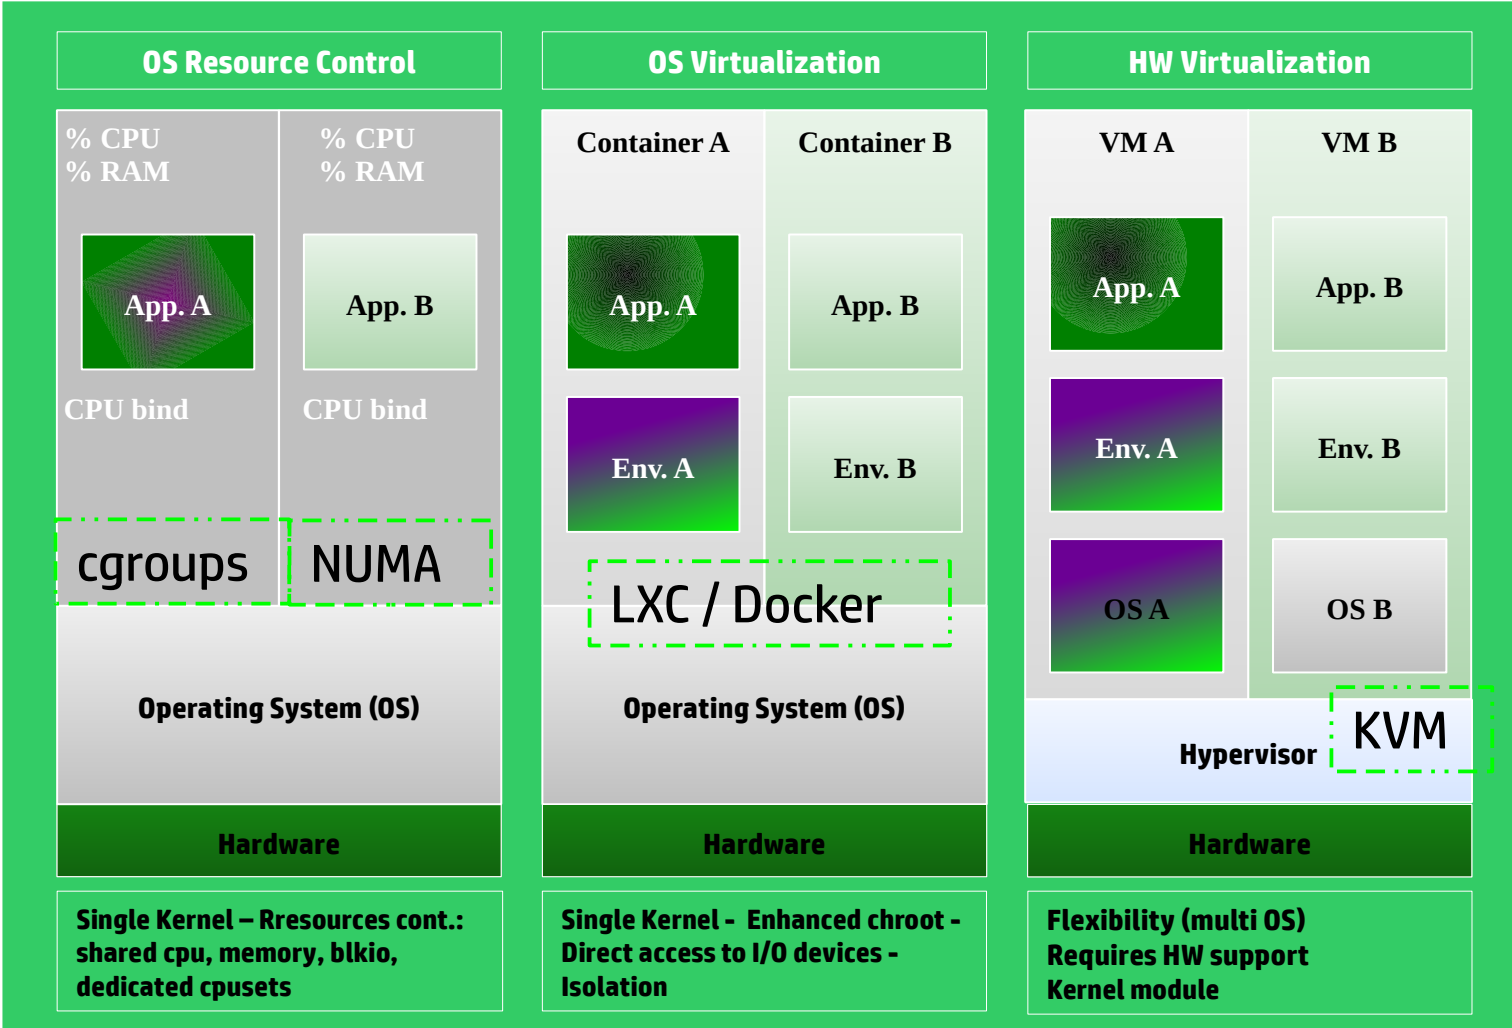 OS Resource Control
% CPU
% RAM
% CPU
% RAM
App. A
App. B
CPU bind
CPU bind
cgroups
NUMA
Operating System (OS)
Hardware
Single Kernel – Rresources cont.:
shared cpu, memory, blkio,
dedicated cpusets
OS Virtualization
Container A
Container B
App. A
App. B
Env. A
Env. B
LXC / Docker
Operating System (OS)
Hardware
Single Kernel - Enhanced chroot -
Direct access to I/O devices -
Isolation
HW Virtualization
VM A
VM B
App. A
App. B
Env. A
Env. B
OS A
OS B
KVM
Hypervisor
Hardware
Flexibility (multi OS)
Requires HW support
Kernel module